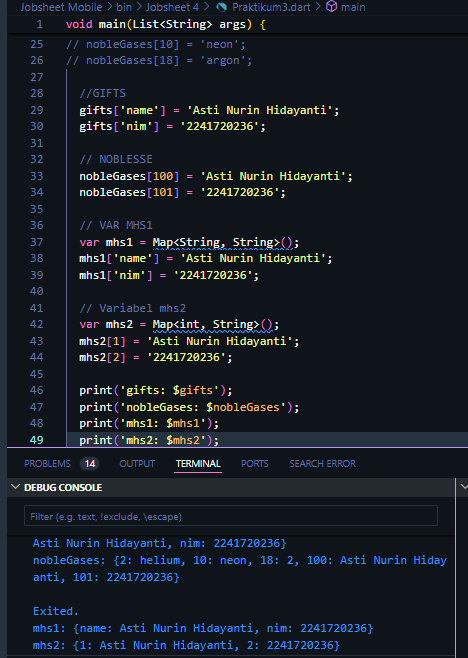 Jobsheet Mobile > bin > Jobsheet 4 > Praktikum3.dart > main
1 void main(List<String> args) {
25 // nobleGases[10] = 'neon';
26 // nobleGases[18] = 'argon';
27
28 //GIFTS
29 gifts['name'] = 'Asti Nurin Hidayanti';
30 gifts['nim'] = '2241720236';
31
32 // NOBLESSE
33 nobleGases[100] = 'Asti Nurin Hidayanti';
34 nobleGases[101] = '2241720236';
35
36 // VAR MHS1
37 var mhs1 = Map<String, String>();
38 mhs1['name'] = 'Asti Nurin Hidayanti';
39 mhs1['nim'] = '2241720236';
40
41 // Variabel mhs2
42 var mhs2 = Map<int, String>();
43 mhs2[1] = 'Asti Nurin Hidayanti';
44 mhs2[2] = '2241720236';
45
46 print('gifts: $gifts');
47 print('nobleGases: $nobleGases');
48 print('mhs1: $mhs1');
49 print('mhs2: $mhs2');
PROBLEMS 14 OUTPUT TERMINAL PORTS SEARCH ERROR
DEBUG CONSOLE
Filter (e.g. text, !exclude, \escape)
Asti Nurin Hidayanti, nim: 2241720236}
nobleGases: {2: helium, 10: neon, 18: 2, 100: Asti Nurin Hiday
anti, 101: 2241720236}
Exited.
mhs1: {name: Asti Nurin Hidayanti, nim: 2241720236}
mhs2: {1: Asti Nurin Hidayanti, 2: 2241720236}